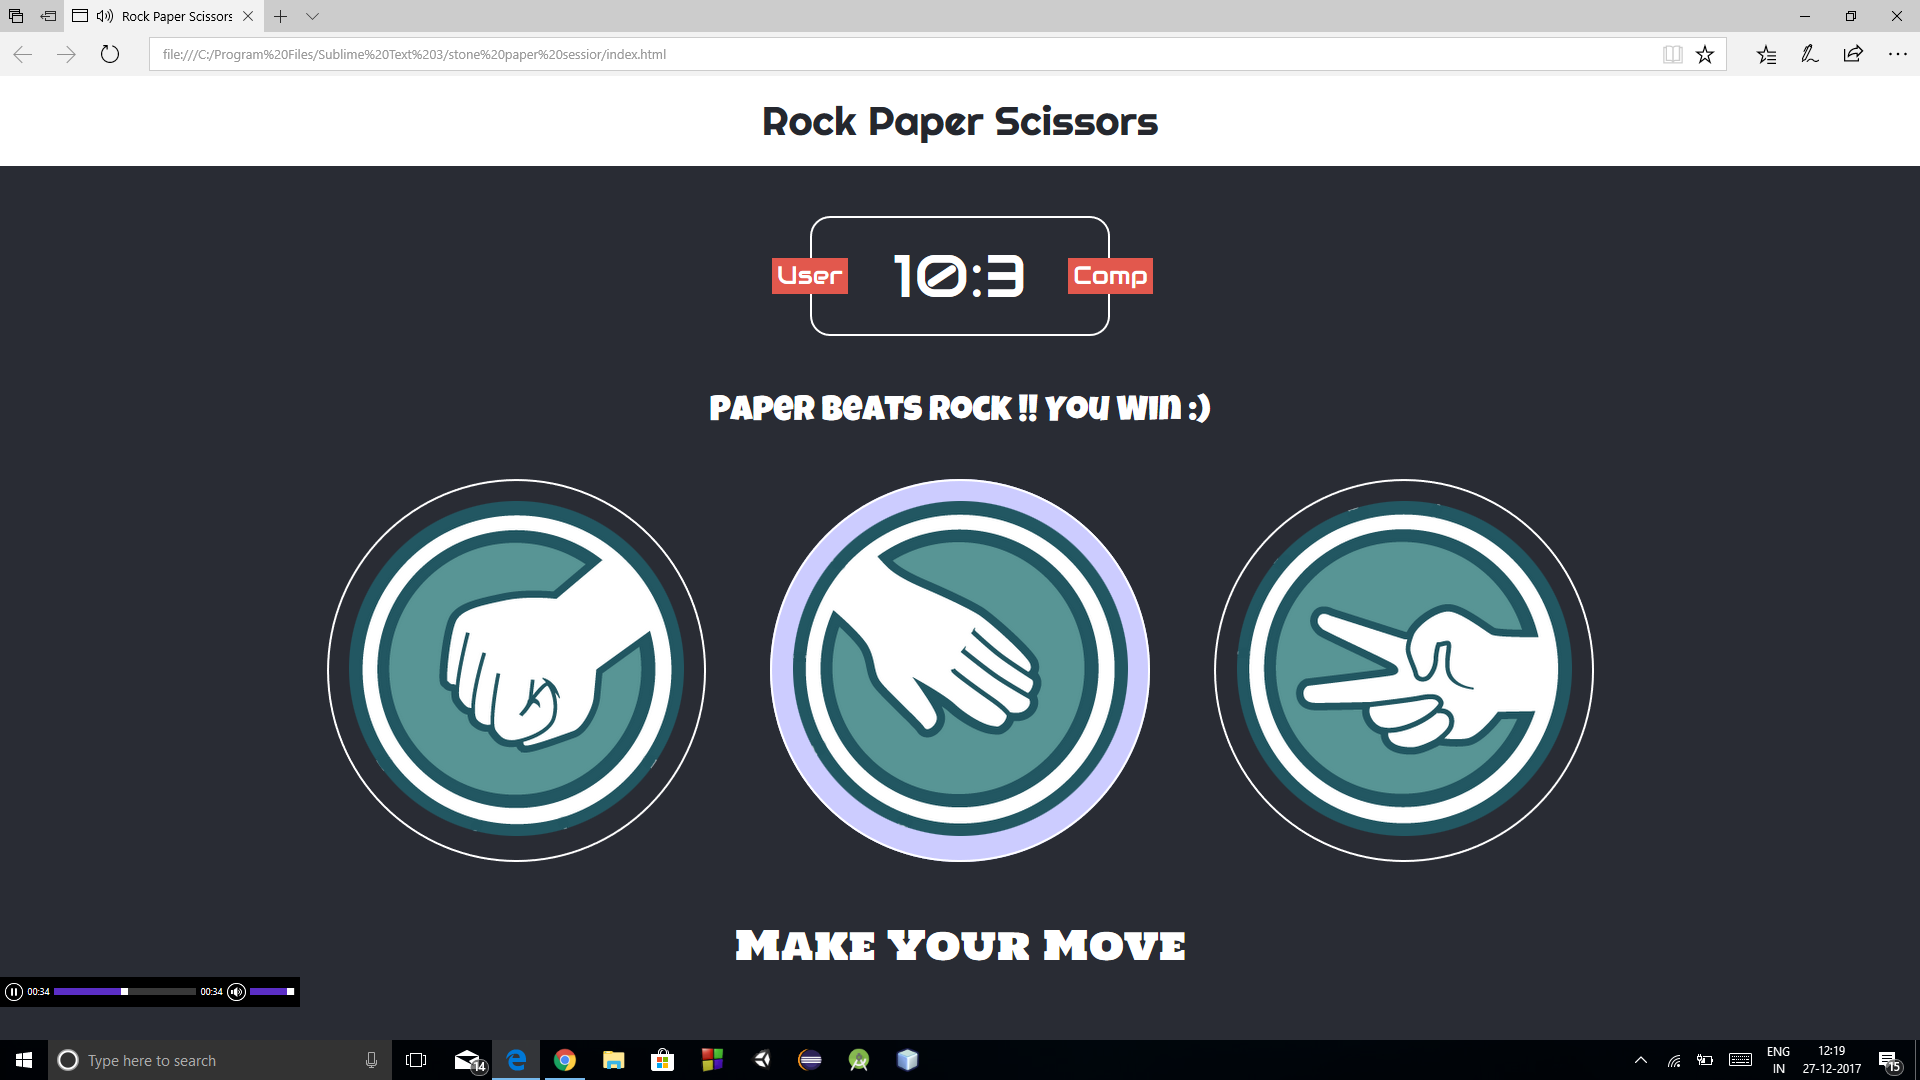 Rock Paper Scissors
file:///C:/Program%20Files/Sublime%20Text%203/stone%20paper%20sessior/index.html
Rock Paper Scissors
User 10:3 Comp
Paper Beats Rock !! You Win :)
Make Your Move
00:34 00:34
Type here to search
14
ENG
IN
12:19
27-12-2017
15